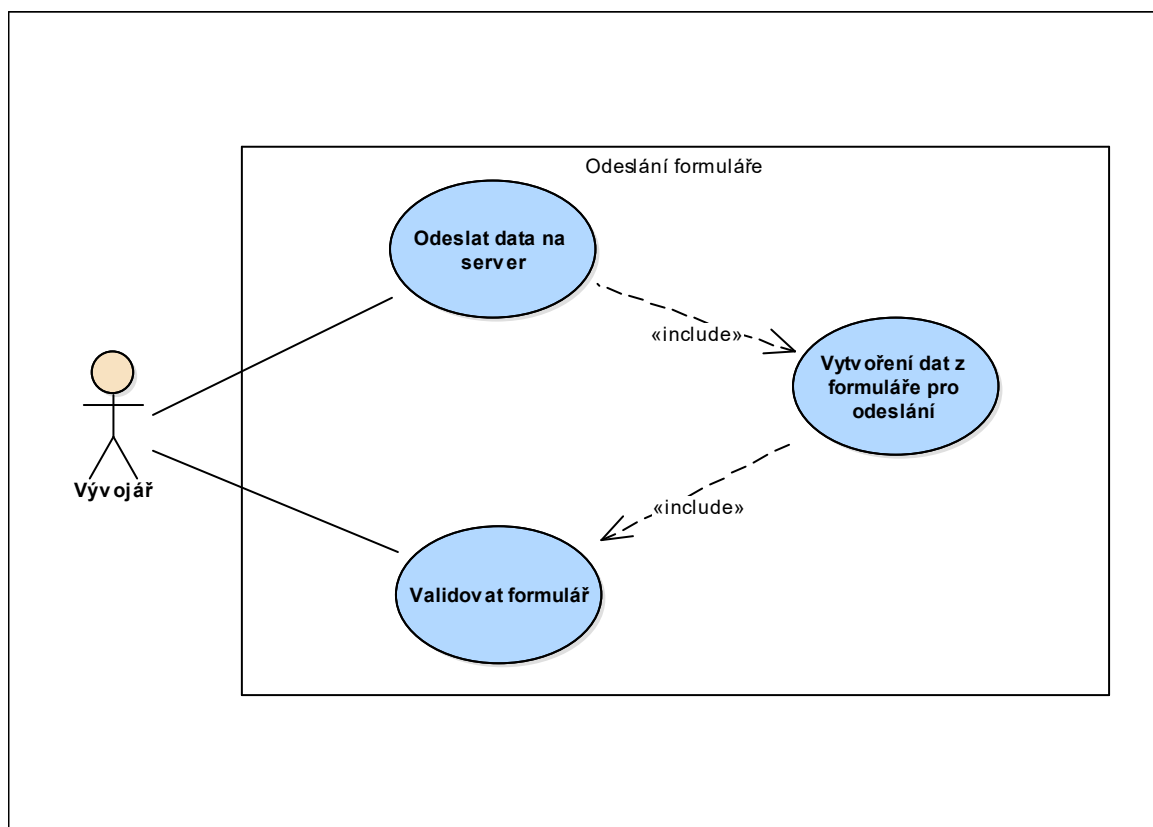 Odeslání formuláře
Odeslat data na
server
«include»
Vytvoření dat z
formuláře pro
odeslání
Vývojář
«include»
Validovat formulář